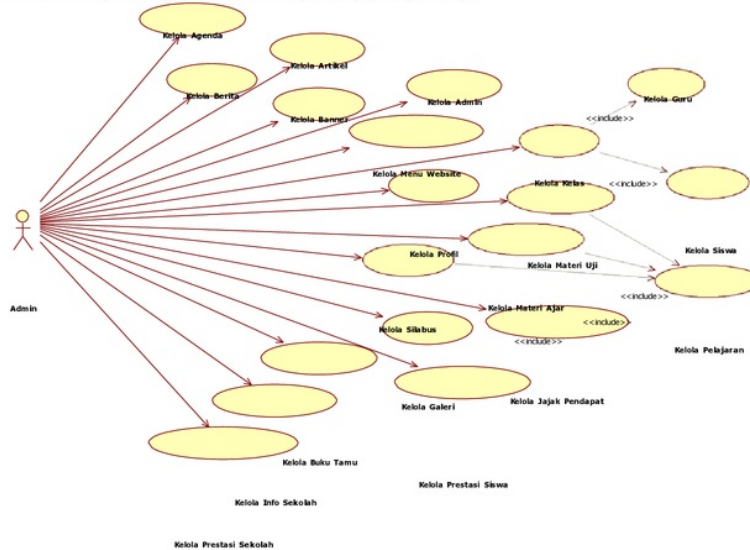 Kelola Agenda
Kelola Artikel
Kelola Berita
Kelola Guru
Kelola Admin
Kelola Banner
<<include>>
Kelola Menu Website
Kelola Kelas
<<include>>
Kelola Profil
Kelola Siswa
Kelola Materi Uji
<<include>>
Admin
Kelola Materi Ajar
<<include>>
Kelola Silabus
<<include>>
Kelola Pelajaran
Kelola Galeri
Kelola Jajak Pendapat
Kelola Buku Tamu
Kelola Prestasi Siswa
Kelola Info Sekolah
Kelola Prestasi Sekolah